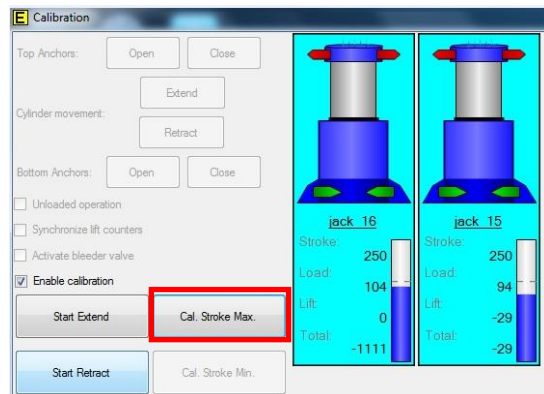 E Calibration
Top Anchors: Open Close
Extend
Cylinder movement:
Retract
Bottom Anchors: Open Close
Unloaded operation
Synchronize lift counters
Activate bleeder valve
Enable calibration
Start Extend Cal. Stroke Max.
Start Retract Cal. Stroke Min.
jack 16
Stroke:
250
Load:
104
Lift:
0
Total:
-1111
jack 15
Stroke:
250
Load:
94
Lift:
-29
Total:
-29